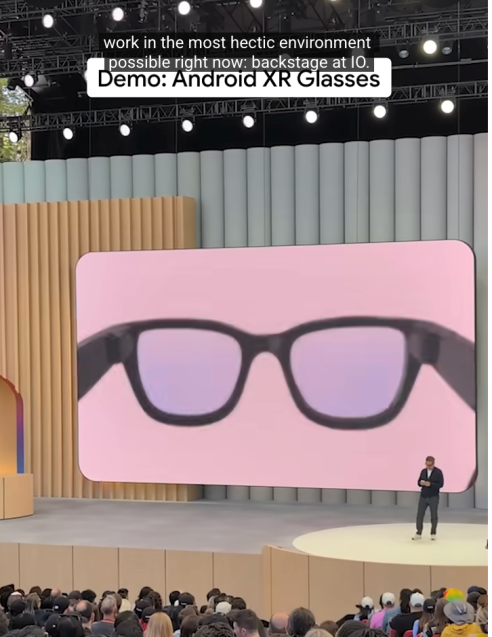 work in the most hectic environment
possible right now: backstage at IO.
Demo: Android XR Glasses